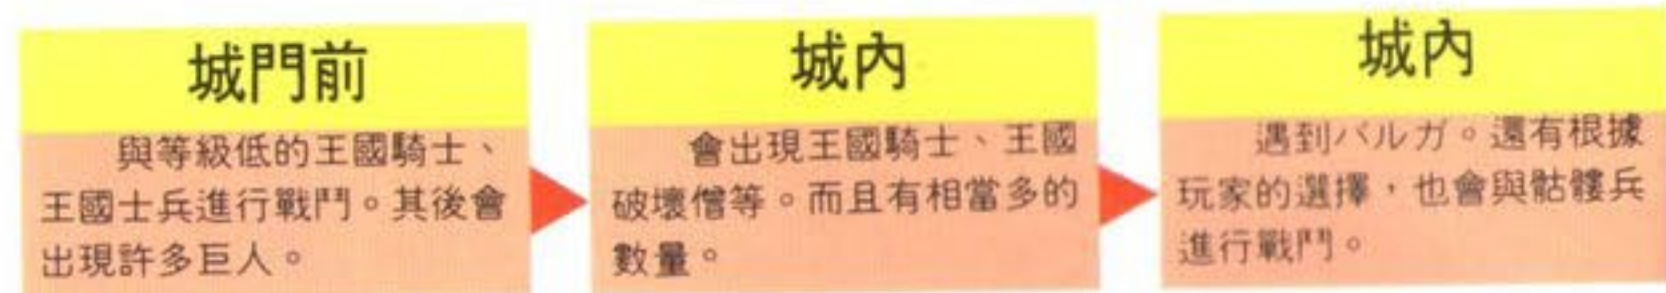 城門前
與等級低的王國騎士、
王國士兵進行戰鬥。其後會
出現許多巨人。
城內
會出現王國騎士、王國
破壞僧等。而且有相當多的
數量。
城內
遇到バルガ。還有根據
玩家的選擇，也會與骷髏兵
進行戰鬥。